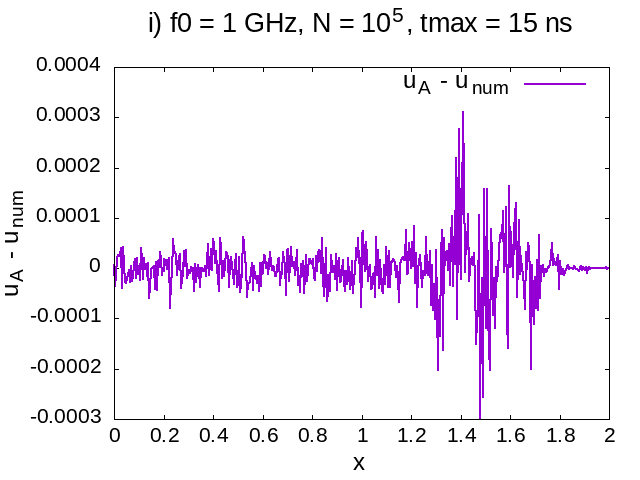 i) f0 = 1 GHz, N = 10⁵, tmax = 15 ns
u_A - u_num
0.0004
0.0003
0.0002
0.0001
0
-0.0001
-0.0002
-0.0003
u_A - u_num
0 0.2 0.4 0.6 0.8 1 1.2 1.4 1.6 1.8 2
x